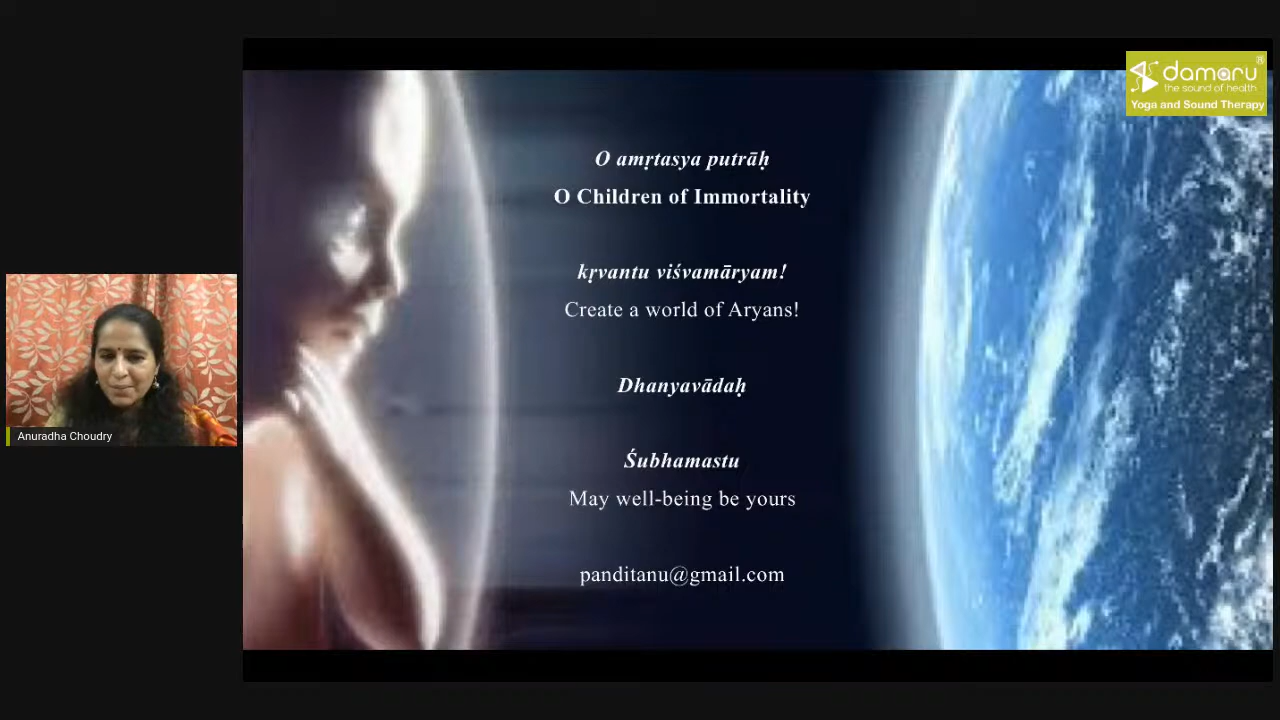 damaru ®
the sound of health
Yoga and Sound Therapy
O amṛtasya putrāḥ
O Children of Immortality
kṛvantu viśvamāryam!
Create a world of Aryans!
Dhanyavādaḥ
Śubhamastu
May well-being be yours
panditanu@gmail.com
Anuradha Choudry